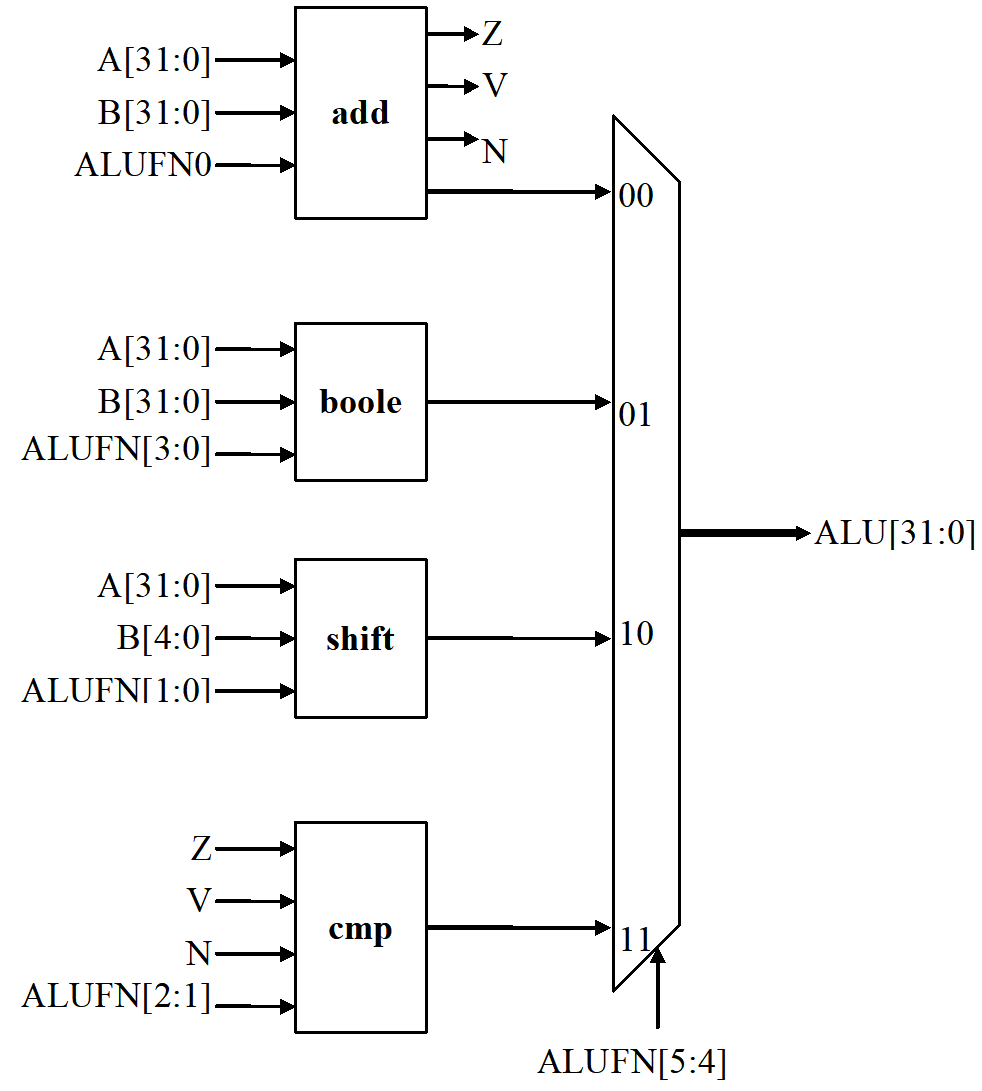 A[31:0]
B[31:0]
ALUFN0
add
Z
V
N
00
A[31:0]
B[31:0]
ALUFN[3:0]
boole
01
A[31:0]
B[4:0]
ALUFN[1:0]
shift
10
Z
V
N
ALUFN[2:1]
cmp
11
ALU[31:0]
ALUFN[5:4]